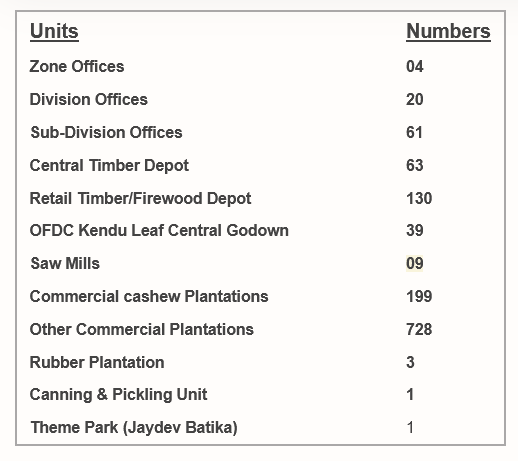 Units Numbers
Zone Offices 04
Division Offices 20
Sub-Division Offices 61
Central Timber Depot 63
Retail Timber/Firewood Depot 130
OFDC Kendu Leaf Central Godown 39
Saw Mills 09
Commercial cashew Plantations 199
Other Commercial Plantations 728
Rubber Plantation 3
Canning & Pickling Unit 1
Theme Park (Jaydev Batika) 1